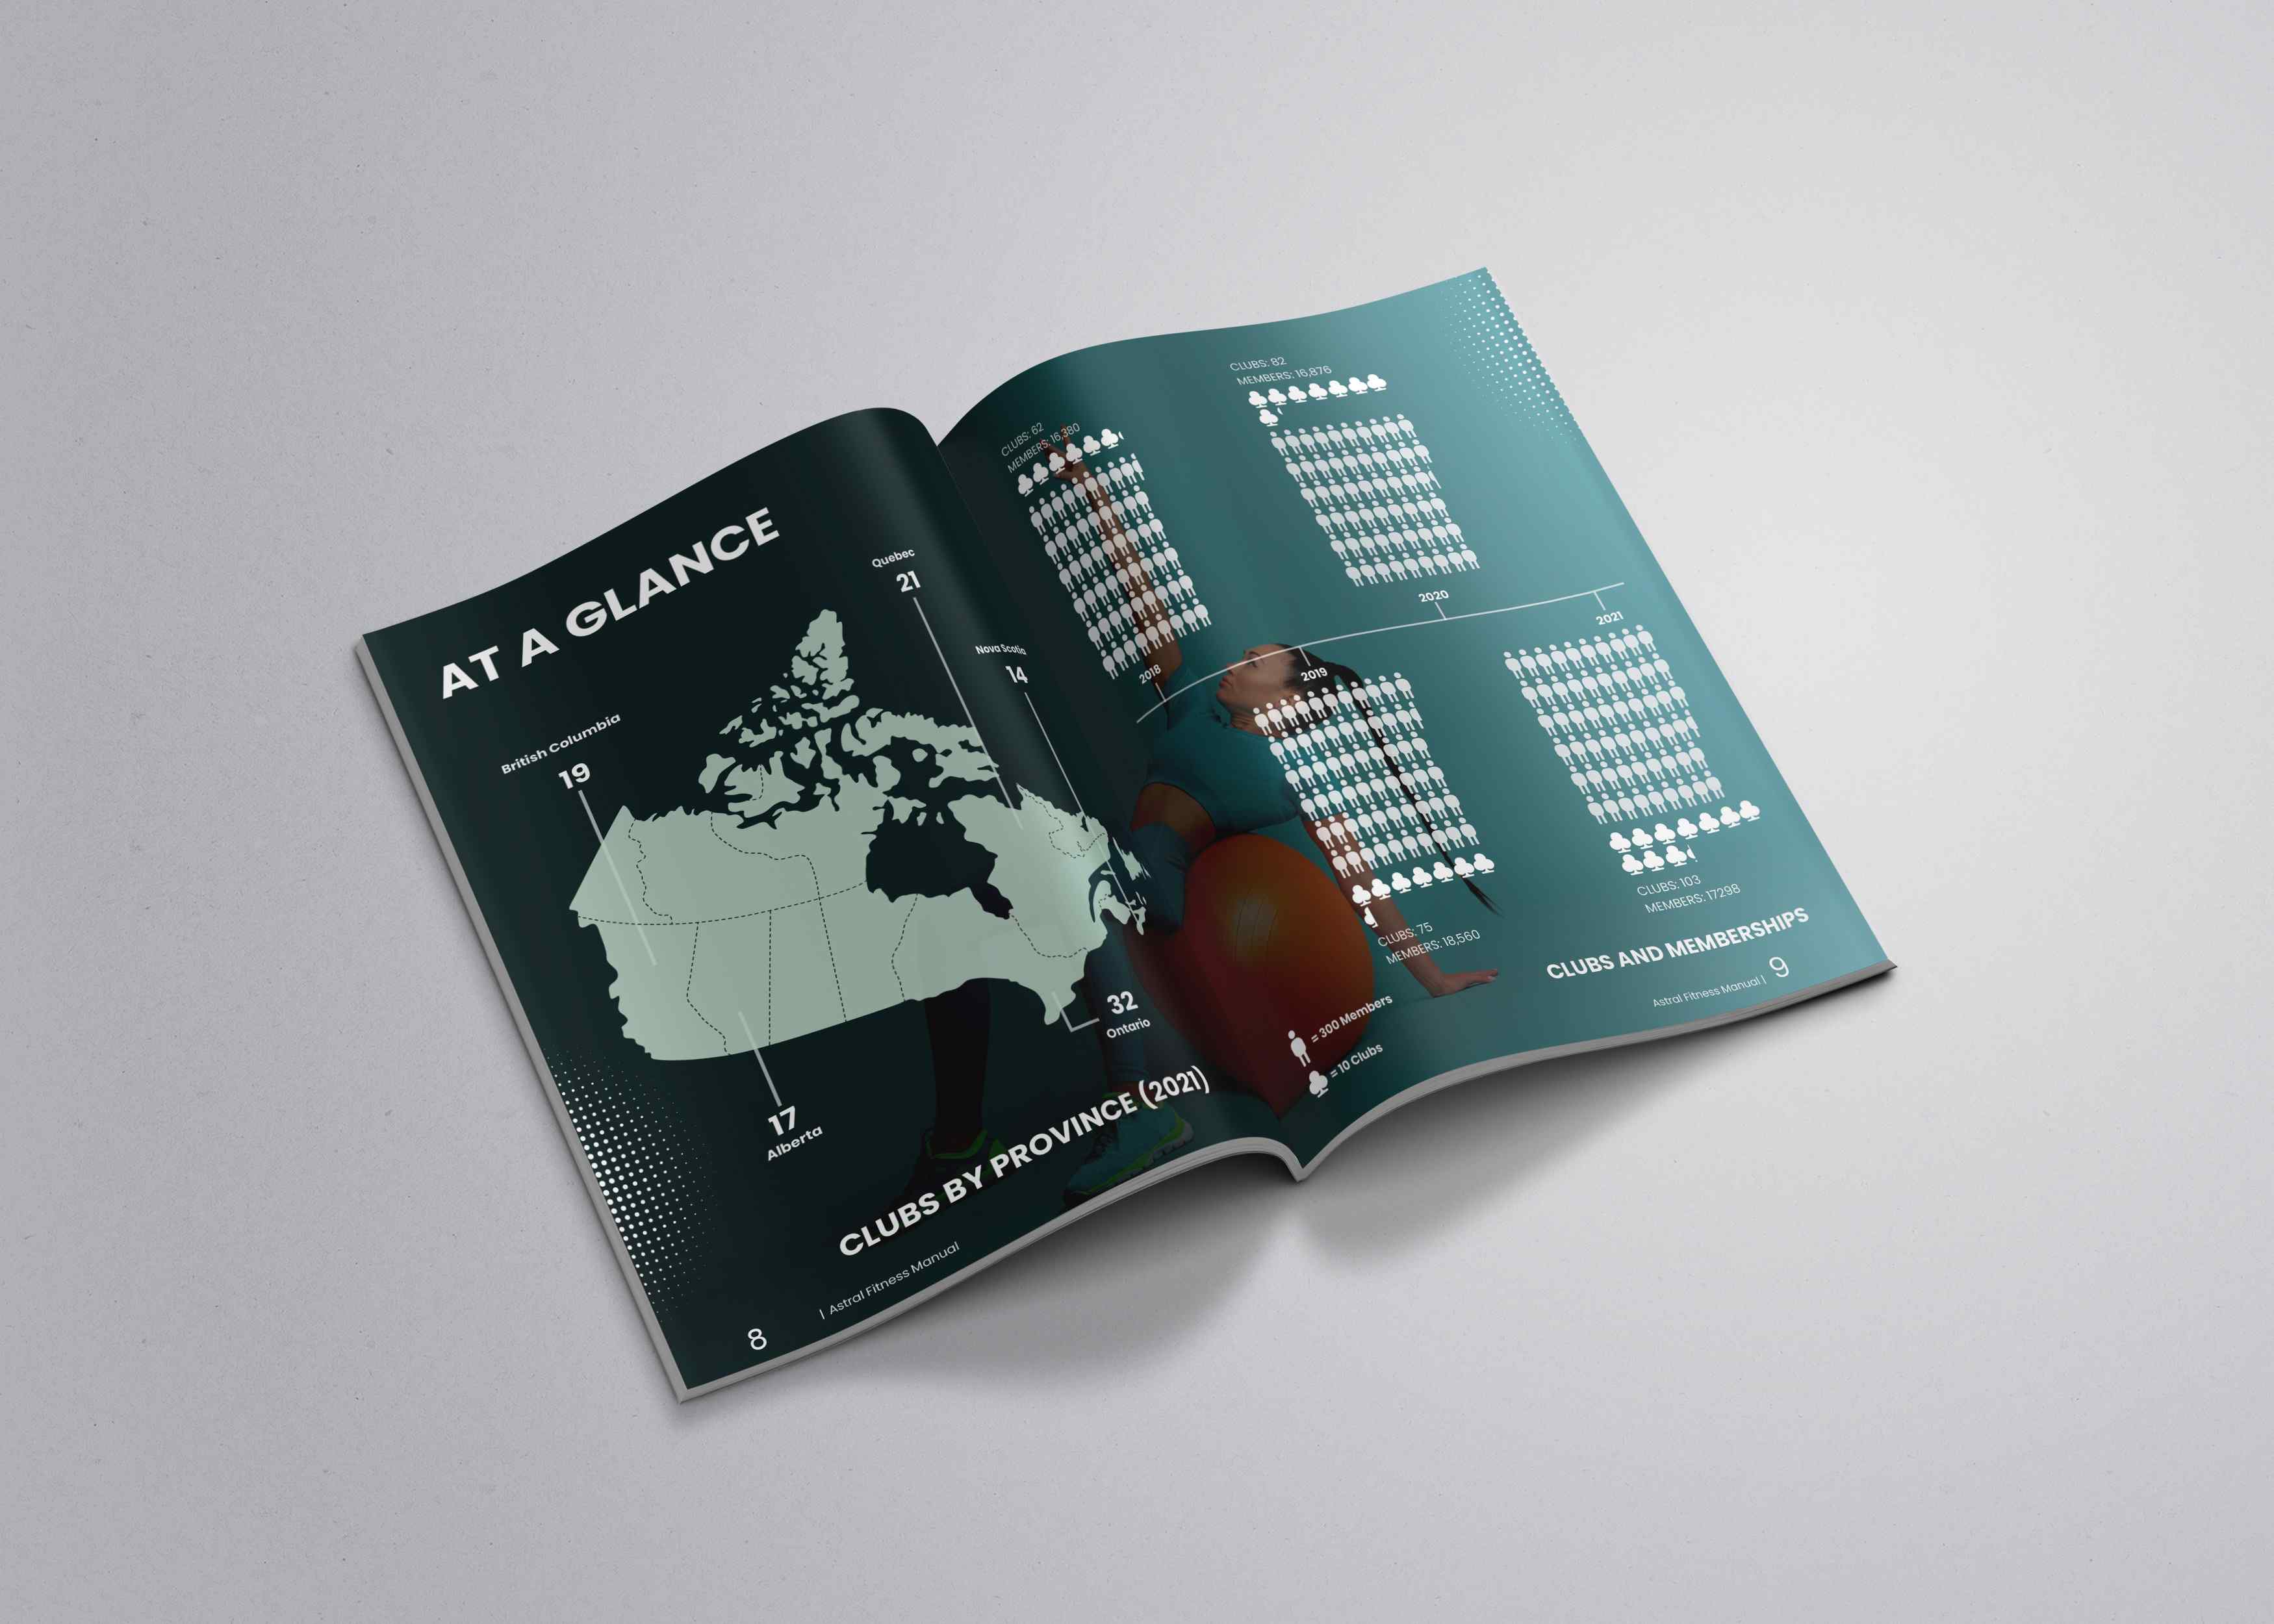 AT A GLANCE
British Columbia
19
Quebec
21
Nova Scotia
14
32
Ontario
17
Alberta
CLUBS BY PROVINCE (2021)
| Astral Fitness Manual
8
CLUBS: 62
MEMBERS: 16,380
CLUBS: 82
MEMBERS: 16,876
2018
2019
2020
2021
CLUBS: 75
MEMBERS: 18,560
CLUBS: 103
MEMBERS: 17298
= 300 Members
= 10 Clubs
CLUBS AND MEMBERSHIPS
Astral Fitness Manual | 9